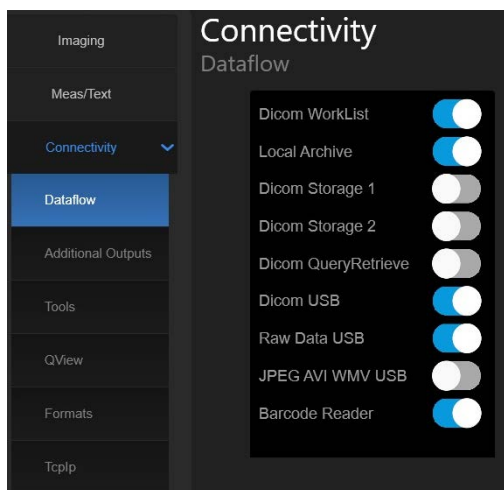 Imaging
Meas/Text
Connectivity
Dataflow
Additional Outputs
Tools
QView
Formats
TcpIp
Connectivity
Dataflow
Dicom WorkList
Local Archive
Dicom Storage 1
Dicom Storage 2
Dicom QueryRetrieve
Dicom USB
Raw Data USB
JPEG AVI WMV USB
Barcode Reader